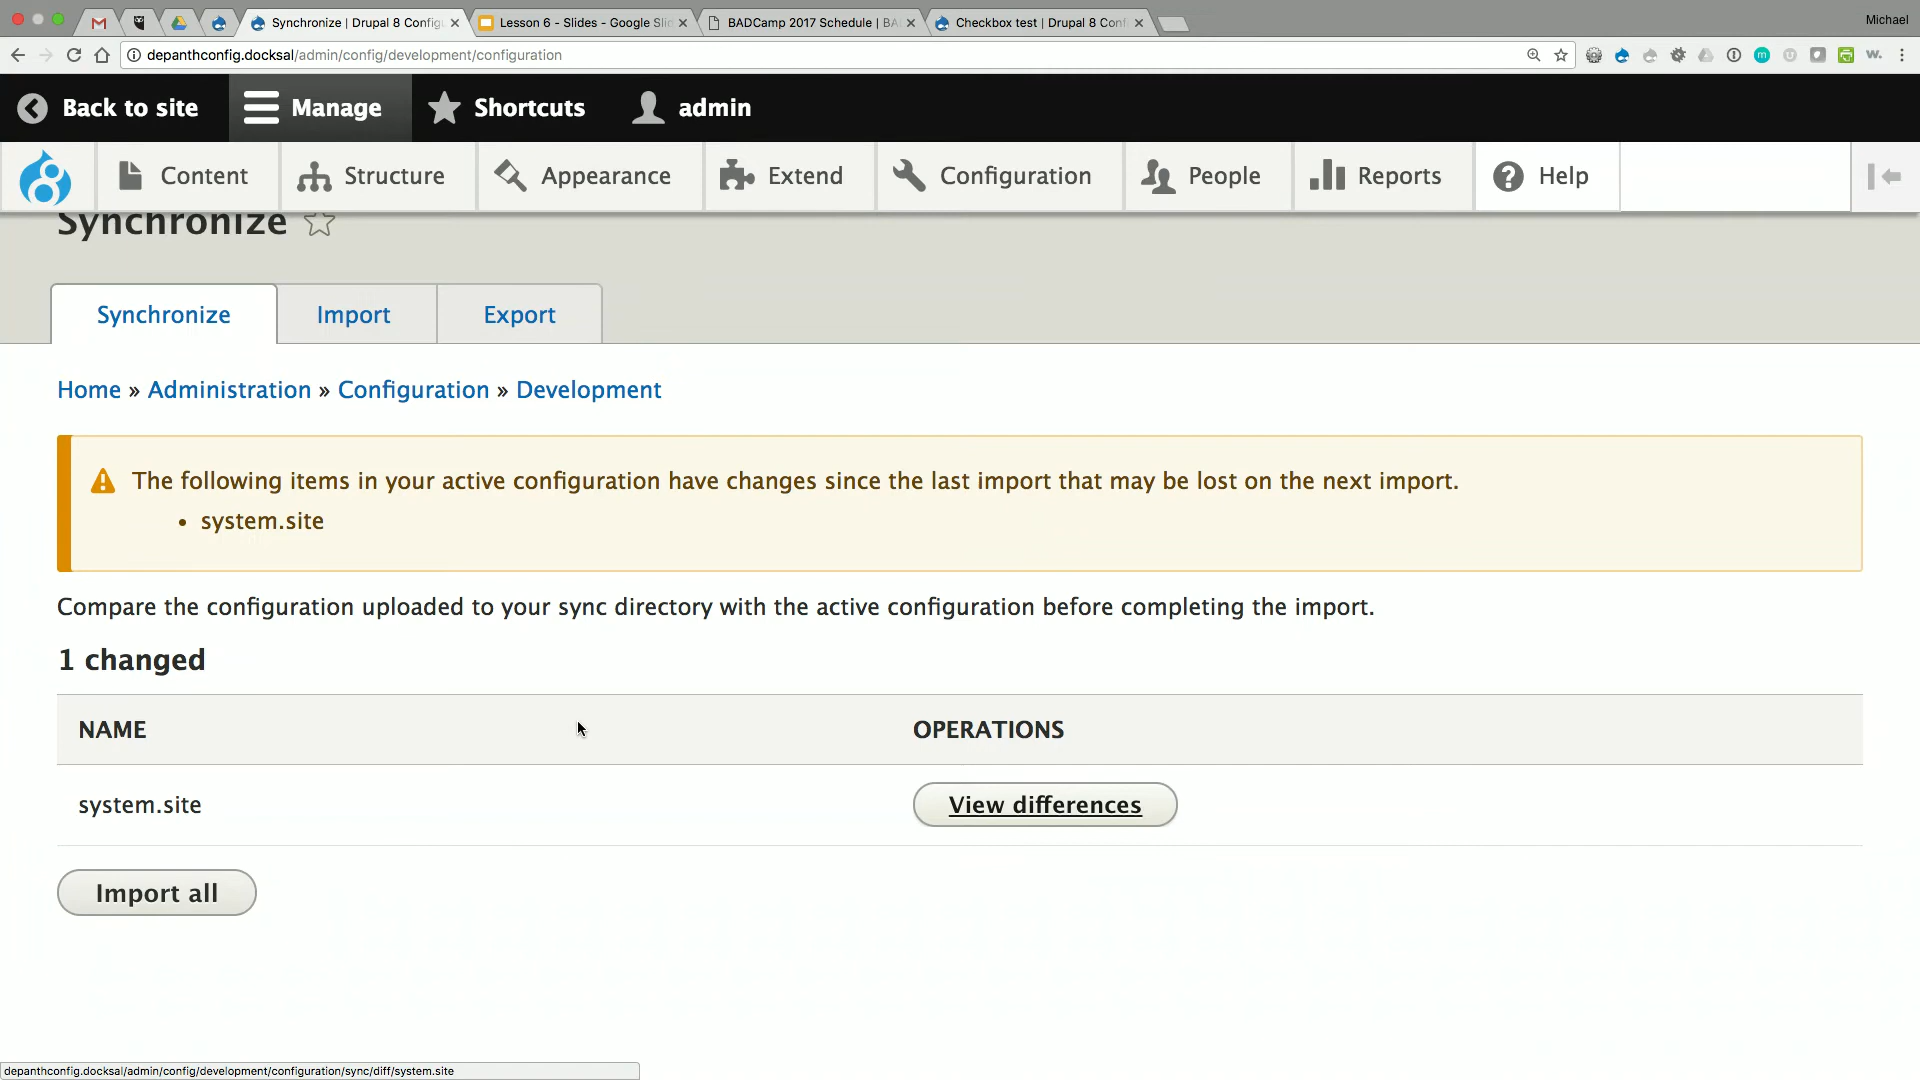 Synchronize | Drupal 8 Config
Lesson 6 - Slides - Google Slid
BADCamp 2017 Schedule | BA
Checkbox test | Drupal 8 Conf
Michael
depanthconfig.docksal/admin/config/development/configuration
Back to site
Manage
Shortcuts
admin
Content
Structure
Appearance
Extend
Configuration
People
Reports
Help
Synchronize
Synchronize
Import
Export
Home » Administration » Configuration » Development
The following items in your active configuration have changes since the last import that may be lost on the next import.
• system.site
Compare the configuration uploaded to your sync directory with the active configuration before completing the import.
1 changed
NAME
OPERATIONS
system.site
View differences
Import all
depanthconfig.docksal/admin/config/development/configuration/sync/diff/system.site